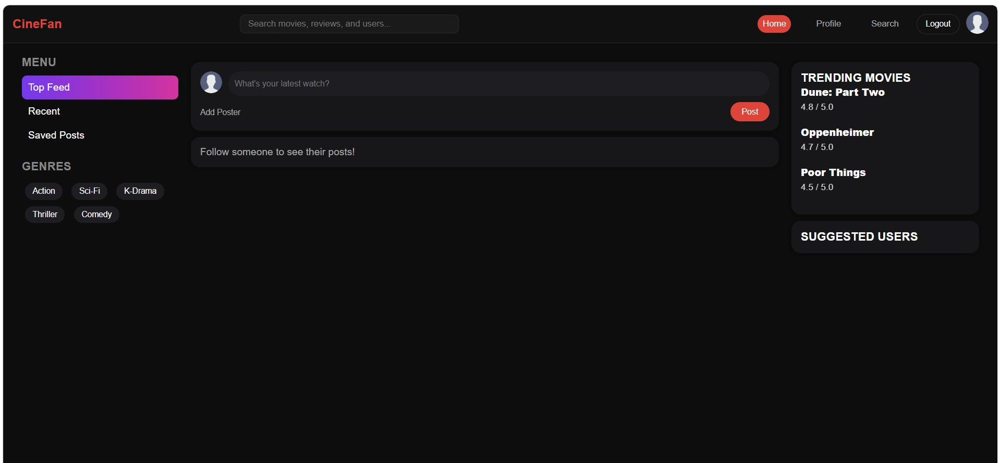 CineFan
Search movies, reviews, and users...
Home
Profile
Search
Logout
MENU
Top Feed
Recent
Saved Posts
GENRES
Action
Sci-Fi
K-Drama
Thriller
Comedy
What's your latest watch?
Add Poster
Post
Follow someone to see their posts!
TRENDING MOVIES
Dune: Part Two
4.8 / 5.0
Oppenheimer
4.7 / 5.0
Poor Things
4.5 / 5.0
SUGGESTED USERS